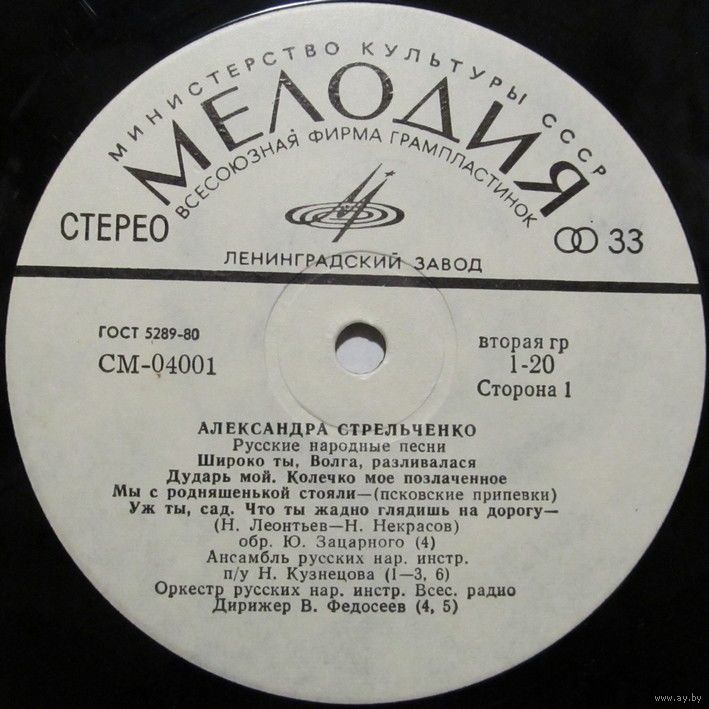 МИНИСТЕРСТВО КУЛЬТУРЫ СССР
МЕЛОДИЯ
ВСЕСОЮЗНАЯ ФИРМА ГРАМПЛАСТИНОК
СТЕРЕО
33
ЛЕНИНГРАДСКИЙ ЗАВОД
ГОСТ 5289-80
СМ-04001
вторая гр
1-20
Сторона 1
АЛЕКСАНДРА СТРЕЛЬЧЕНКО
Русские народные песни
Широко ты, Волга, разливалася
Дударь мой. Колечко мое позлаченное
Мы с родняшенькой стояли—(псковские припевки)
Уж ты, сад. Что ты жадно глядишь на дорогу—
(Н. Леонтьев—Н. Некрасов)
обр. Ю. Зацарного (4)
Ансамбль русских нар. инстр.
п/у Н. Кузнецова (1—3, 6)
Оркестр русских нар. инстр. Всес. радио
Дирижер В. Федосеев (4, 5)
www.ay.by